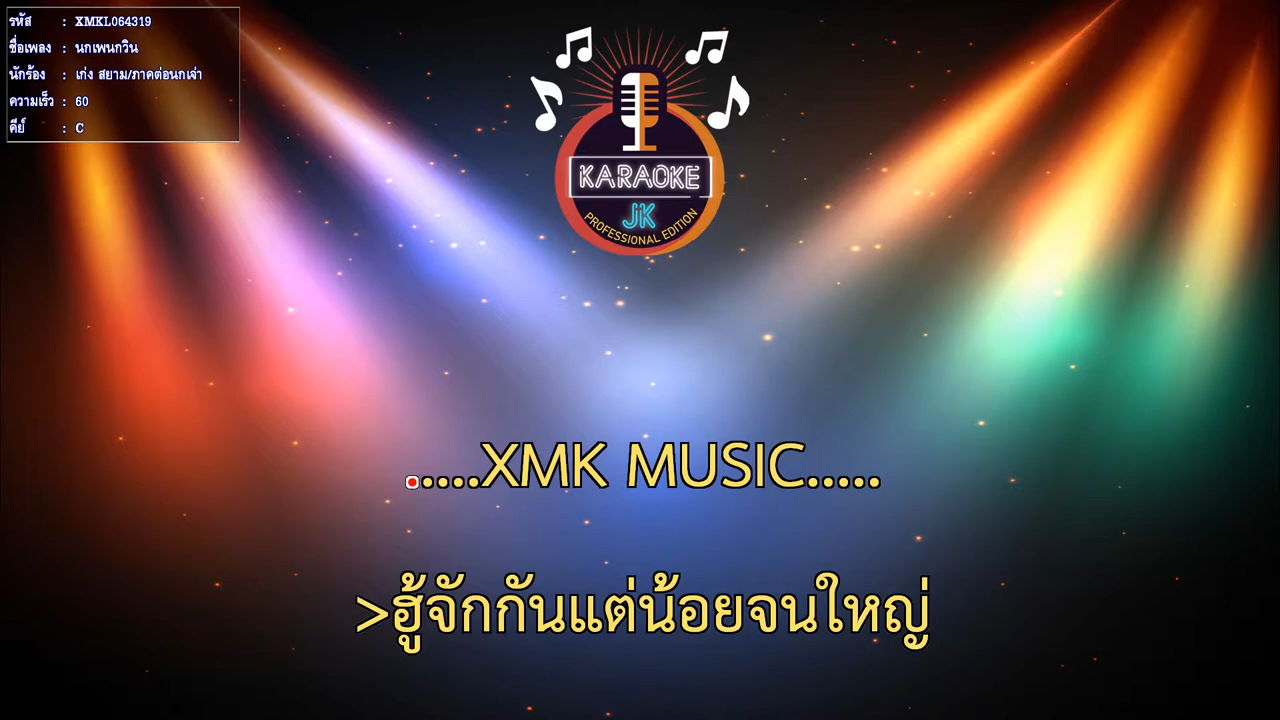 รหัส : XMKL064319
ชื่อเพลง : นกเพนกวิน
นักร้อง : เก่ง สยาม/ภาคต่อนกเจ่า
ความเร็ว : 60
คีย์ : C
KARAOKE
JK
PROFESSIONAL EDITION
.....XMK MUSIC.....
>ฮู้จักกันแต่น้อยจนใหญ่